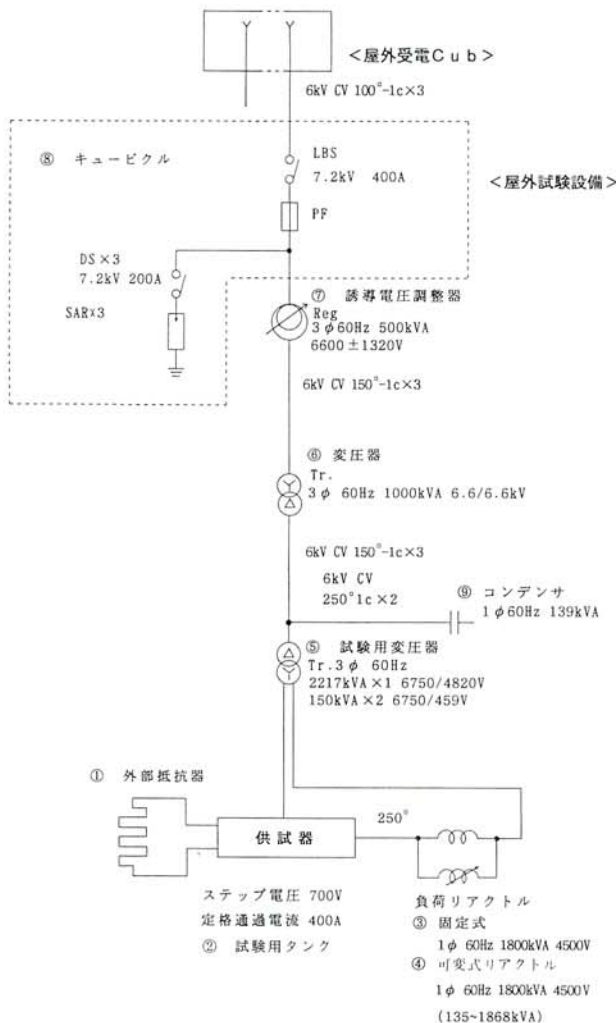 <屋外受電Cub>
6kV CV 100°-1c×3
⑧ キュービクル
LBS
7.2kV 400A
<屋外試験設備>
PF
DS×3
7.2kV 200A
SAR×3
⑦ 誘導電圧調整器
Reg
3φ60Hz 500kVA
6600±1320V
6kV CV 150°-1c×3
⑥ 変圧器
Tr.
3φ 60Hz 1000kVA 6.6/6.6kV
6kV CV 150°-1c×3
6kV CV
250°1c×2
⑨ コンデンサ
1φ60Hz 139kVA
⑤ 試験用変圧器
Tr.3φ 60Hz
2217kVA×1 6750/4820V
150kVA×2 6750/459V
① 外部抵抗器
供試器
250°
ステップ電圧 700V
定格通過電流 400A
② 試験用タンク
負荷リアクトル
③ 固定式
1φ 60Hz 1800kVA 4500V
④ 可変式リアクトル
1φ 60Hz 1800kVA 4500V
(135~1868kVA)